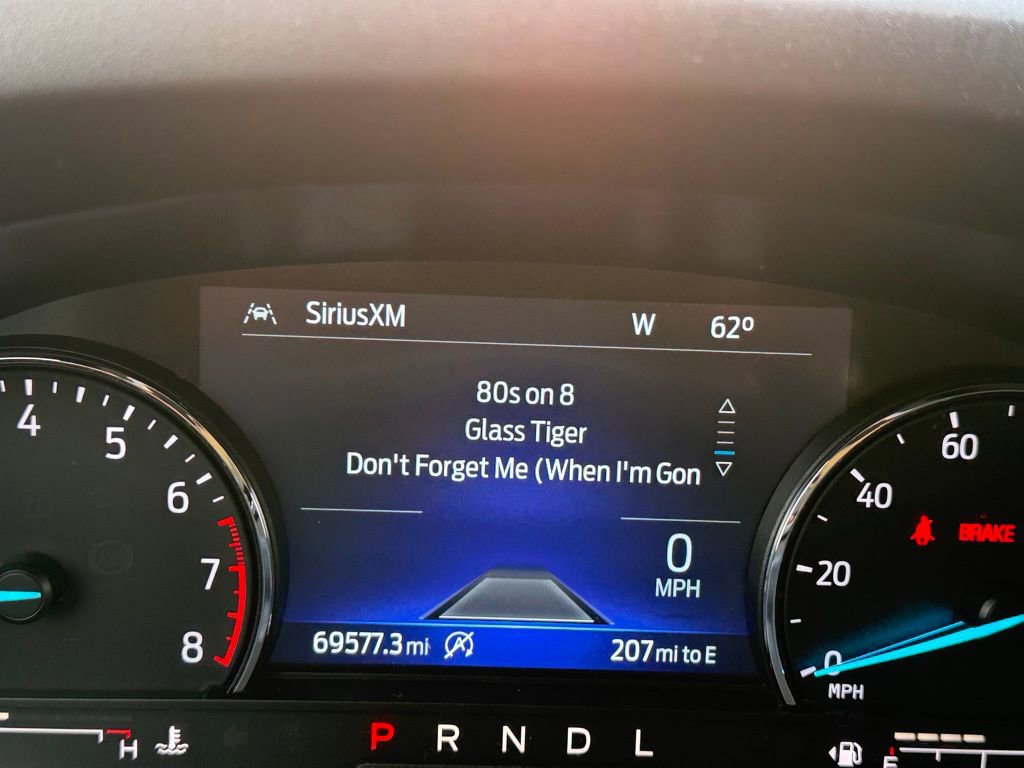 SiriusXM W 62º
80s on 8
Glass Tiger
Don't Forget Me (When I'm Gon
0
MPH
69577.3 mi 207 mi to E
4
5
6
7
8
60
40
20
0
MPH
BRAKE
H
P R N D L